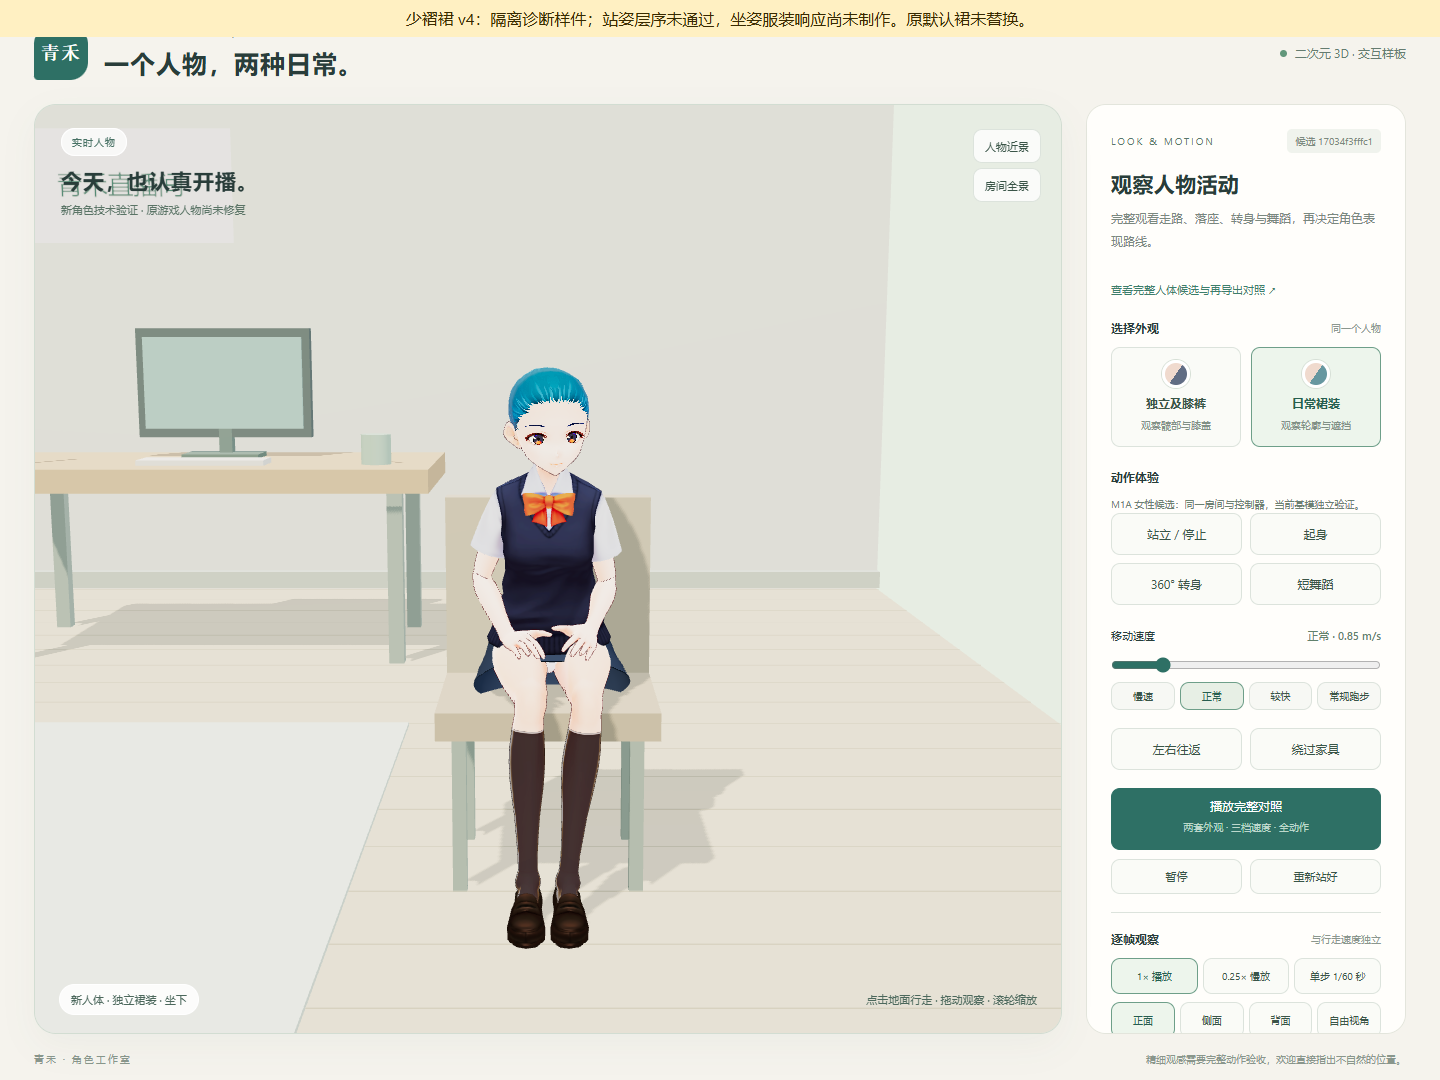 少褶裙 v4：隔离诊断样件；站姿层序未通过，坐姿服装响应尚未制作。原默认裙未替换。
青禾
一个人物，两种日常。
二次元 3D · 交互样板
实时人物
今天，也认真开播。
新角色技术验证 · 原游戏人物尚未修复
人物近景
房间全景
新人体 · 独立裙装 · 坐下
点击地面行走 · 拖动观察 · 滚轮缩放
LOOK & MOTION
候选 17034f3fffc1
观察人物活动
完整观看走路、落座、转身与舞蹈，再决定角色表
现路线。
查看完整人体候选与再导出对照 ↗
选择外观
同一个人物
独立及膝裤
观察髋部与膝盖
日常裙装
观察轮廓与遮挡
动作体验
M1A 女性候选：同一房间与控制器，当前基模独立验证。
站立 / 停止
起身
360° 转身
短舞蹈
移动速度
正常 · 0.85 m/s
慢速
正常
较快
常规跑步
左右往返
绕过家具
播放完整对照
两套外观 · 三档速度 · 全动作
暂停
重新站好
逐帧观察
与行走速度独立
1× 播放
0.25× 慢放
单步 1/60 秒
正面
侧面
背面
自由视角
青禾 · 角色工作室
精细观感需要完整动作验收，欢迎直接指出不自然的位置。